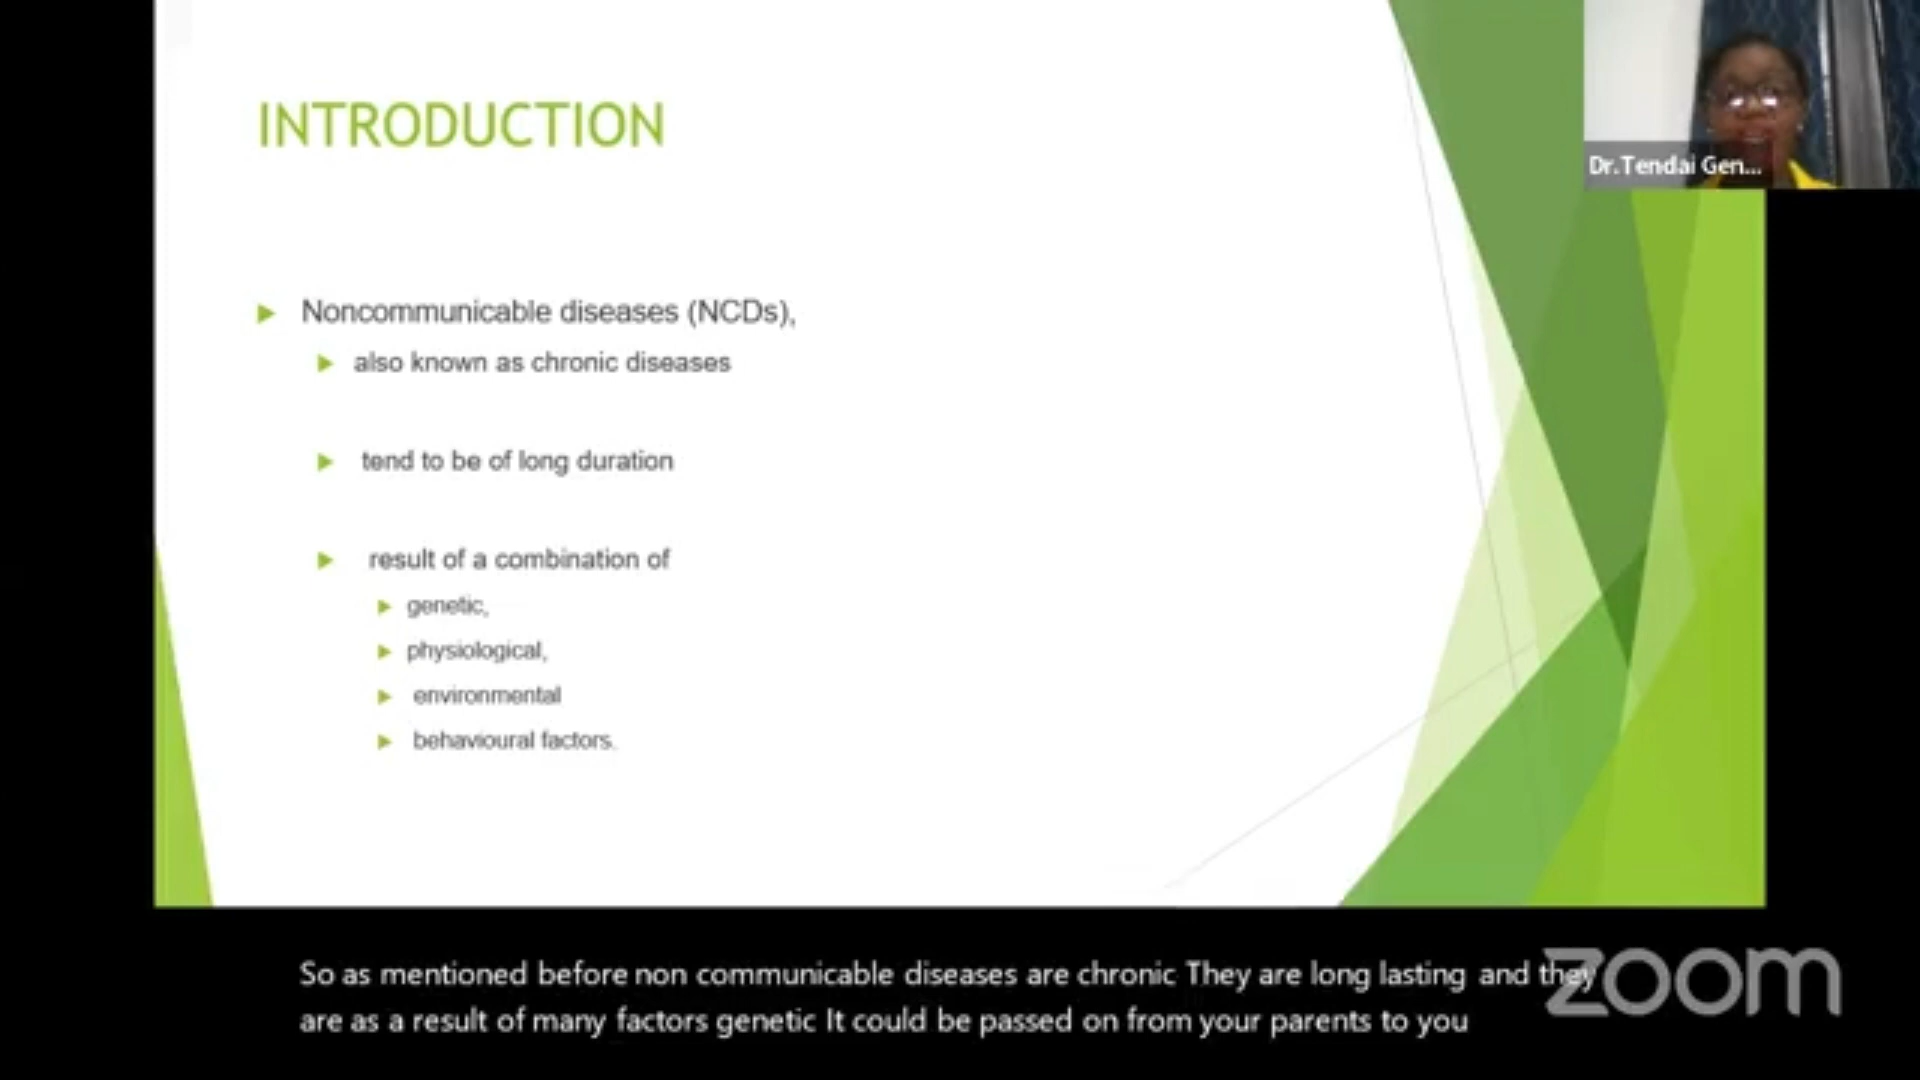 INTRODUCTION
Dr.Tendai Gen...
Noncommunicable diseases (NCDs),
also known as chronic diseases
tend to be of long duration
result of a combination of
genetic,
physiological,
environmental
behavioural factors.
So as mentioned before non communicable diseases are chronic They are long lasting and they
are as a result of many factors genetic It could be passed on from your parents to you
zoom